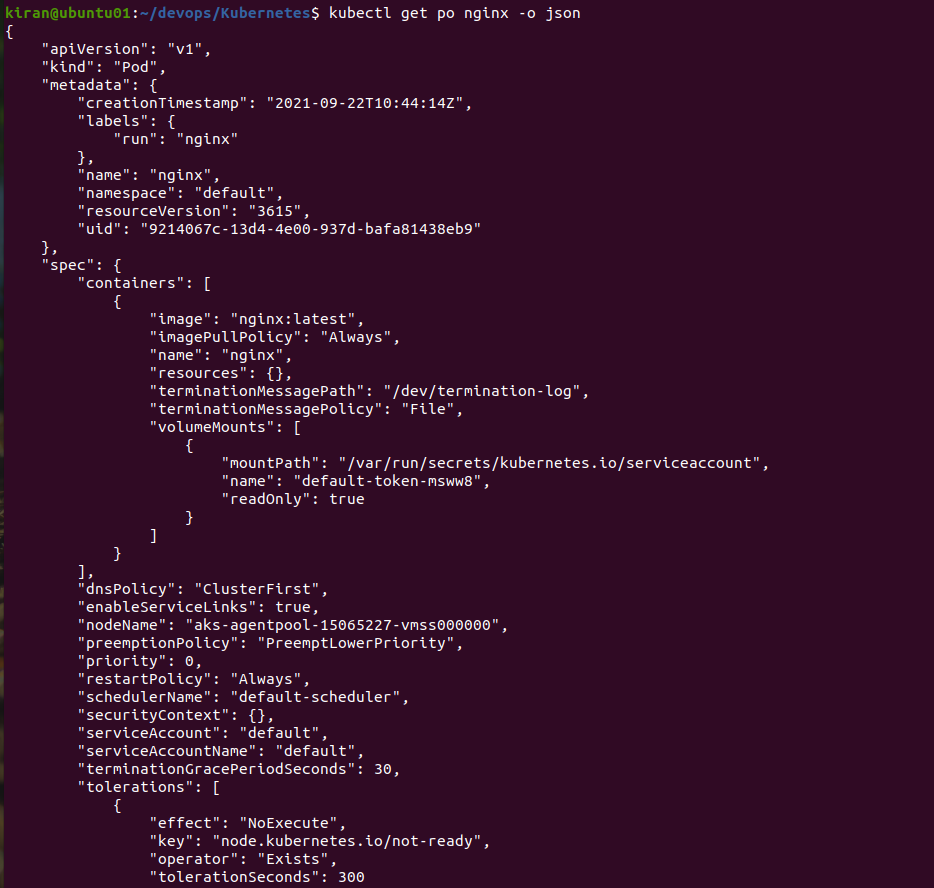 kiran@ubuntu01:~/devops/Kubernetes$ kubectl get po nginx -o json
{
    "apiVersion": "v1",
    "kind": "Pod",
    "metadata": {
        "creationTimestamp": "2021-09-22T10:44:14Z",
        "labels": {
            "run": "nginx"
        },
        "name": "nginx",
        "namespace": "default",
        "resourceVersion": "3615",
        "uid": "9214067c-13d4-4e00-937d-bafa81438eb9"
    },
    "spec": {
        "containers": [
            {
                "image": "nginx:latest",
                "imagePullPolicy": "Always",
                "name": "nginx",
                "resources": {},
                "terminationMessagePath": "/dev/termination-log",
                "terminationMessagePolicy": "File",
                "volumeMounts": [
                    {
                        "mountPath": "/var/run/secrets/kubernetes.io/serviceaccount",
                        "name": "default-token-msww8",
                        "readOnly": true
                    }
                ]
            }
        ],
        "dnsPolicy": "ClusterFirst",
        "enableServiceLinks": true,
        "nodeName": "aks-agentpool-15065227-vmss000000",
        "preemptionPolicy": "PreemptLowerPriority",
        "priority": 0,
        "restartPolicy": "Always",
        "schedulerName": "default-scheduler",
        "securityContext": {},
        "serviceAccount": "default",
        "serviceAccountName": "default",
        "terminationGracePeriodSeconds": 30,
        "tolerations": [
            {
                "effect": "NoExecute",
                "key": "node.kubernetes.io/not-ready",
                "operator": "Exists",
                "tolerationSeconds": 300